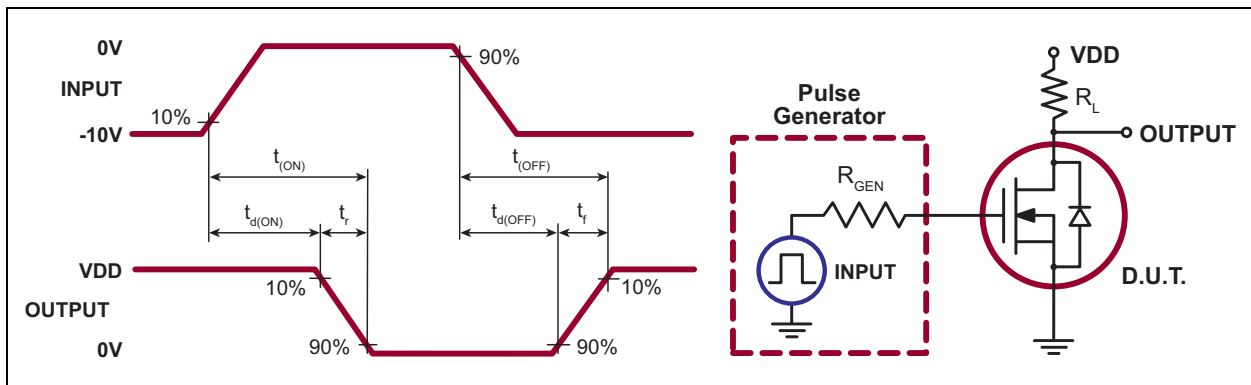 0V
INPUT
-10V
10%
90%
t(ON)
t(OFF)
td(ON)
tr
td(OFF)
tf
VDD
OUTPUT
0V
10%
90%
10%
90%
Pulse
Generator
RGEN
INPUT
VDD
RL
OUTPUT
D.U.T.